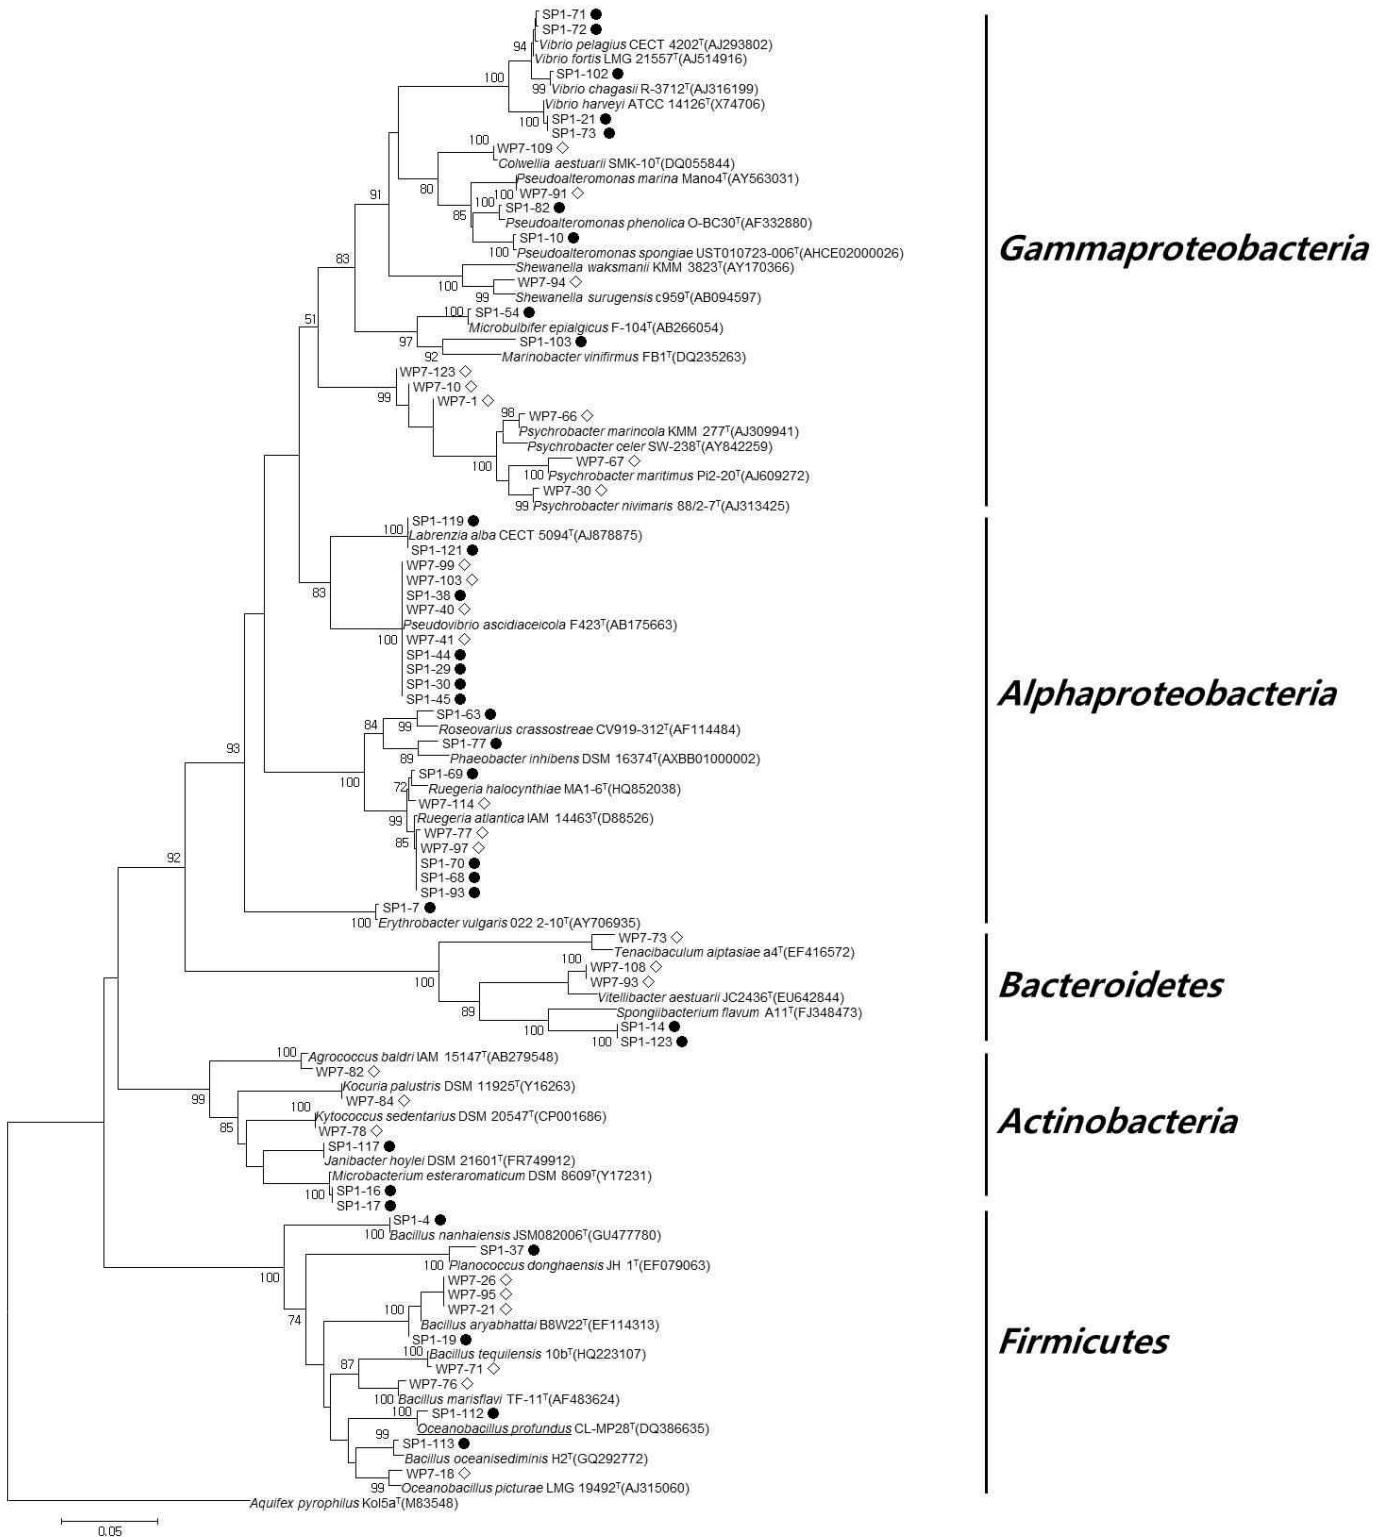 SP1-71 ●
SP1-72 ●
94
Vibrio pelagius CECT 4202ᵀ(AJ293802)
Vibrio fortis LMG 21557ᵀ(AJ514916)
100
SP1-102 ●
99
Vibrio chagasii R-3712ᵀ(AJ316199)
Vibrio harveyi ATCC 14126ᵀ(X74706)
100
SP1-21 ●
SP1-73 ●
100
WP7-109 ◇
Colwellia aestuarii SMK-10ᵀ(DQ055844)
80
Pseudoalteromonas marina Mano4ᵀ(AY563031)
91
100
WP7-91 ◇
100
SP1-82 ●
85
Pseudoalteromonas phenolica O-BC30ᵀ(AF332880)
SP1-10 ●
100
Pseudoalteromonas spongiae UST010723-006ᵀ(AHCE02000026)
Gammaproteobacteria
83
Shewanella waksmanii KMM 3823ᵀ(AY170366)
100
WP7-94 ◇
99
Shewanella surugensis c959ᵀ(AB094597)
51
100
SP1-54 ●
Microbulbifer epialgicus F-104ᵀ(AB266054)
97
SP1-103 ●
92
Marinobacter vinifirmus FB1ᵀ(DQ235263)
WP7-123 ◇
WP7-10 ◇
99
WP7-1 ◇
98
WP7-66 ◇
Psychrobacter marincola KMM 277ᵀ(AJ309941)
Psychrobacter celer SW-238ᵀ(AY842259)
100
WP7-67 ◇
100
Psychrobacter maritimus Pi2-20ᵀ(AJ609272)
WP7-30 ◇
99
Psychrobacter nivimaris 88/2-7ᵀ(AJ313425)
SP1-119 ●
100
Labrenzia alba CECT 5094ᵀ(AJ878875)
SP1-121 ●
WP7-99 ◇
WP7-103 ◇
83
SP1-38 ●
WP7-40 ◇
Pseudovibrio ascidiaceicola F423ᵀ(AB175663)
100
WP7-41 ◇
SP1-44 ●
SP1-29 ●
SP1-30 ●
SP1-45 ●
Alphaproteobacteria
SP1-63 ●
84
99
Roseovarius crassostreae CV919-312ᵀ(AF114484)
93
SP1-77 ●
89
Phaeobacter inhibens DSM 16374ᵀ(AXBB01000002)
100
SP1-69 ●
72
Ruegeria halocynthiae MA1-6ᵀ(HQ852038)
WP7-114 ◇
99
Ruegeria atlantica IAM 14463ᵀ(D88526)
WP7-77 ◇
85
WP7-97 ◇
92
SP1-70 ●
SP1-68 ●
SP1-93 ●
SP1-7 ●
100
Erythrobacter vulgaris 022 2-10ᵀ(AY706935)
WP7-73 ◇
Tenacibaculum aiptasiae a4ᵀ(EF416572)
100
WP7-108 ◇
100
WP7-93 ◇
Vitellibacter aestuarii JC2436ᵀ(EU642844)
Bacteroidetes
89
Spongiibacterium flavum A11ᵀ(FJ348473)
100
SP1-14 ●
100
SP1-123 ●
100
Agrococcus baldri IAM 15147ᵀ(AB279548)
WP7-82 ◇
99
Kocuria palustris DSM 11925ᵀ(Y16263)
WP7-84 ◇
100
Kytococcus sedentarius DSM 20547ᵀ(CP001686)
85
WP7-78 ◇
Actinobacteria
SP1-117 ●
Janibacter hoylei DSM 21601ᵀ(FR749912)
Microbacterium esteraromaticum DSM 8609ᵀ(Y17231)
100
SP1-16 ●
SP1-17 ●
SP1-4 ●
100
Bacillus nanhaiensis JSM082006ᵀ(GU477780)
SP1-37 ●
100
Planococcus donghaensis JH 1ᵀ(EF079063)
100
WP7-26 ◇
WP7-95 ◇
100
WP7-21 ◇
74
Bacillus aryabhattai B8W22ᵀ(EF114313)
SP1-19 ●
Firmicutes
100
Bacillus tequilensis 10bᵀ(HQ223107)
87
WP7-71 ◇
WP7-76 ◇
100
Bacillus marisflavi TF-11ᵀ(AF483624)
100
SP1-112 ●
Oceanobacillus profundus CL-MP28ᵀ(DQ386635)
99
SP1-113 ●
Bacillus oceanisediminis H2ᵀ(GQ292772)
WP7-18 ◇
99
Oceanobacillus picturae LMG 19492ᵀ(AJ315060)
Aquifex pyrophilus Kol5aᵀ(M83548)
0.05